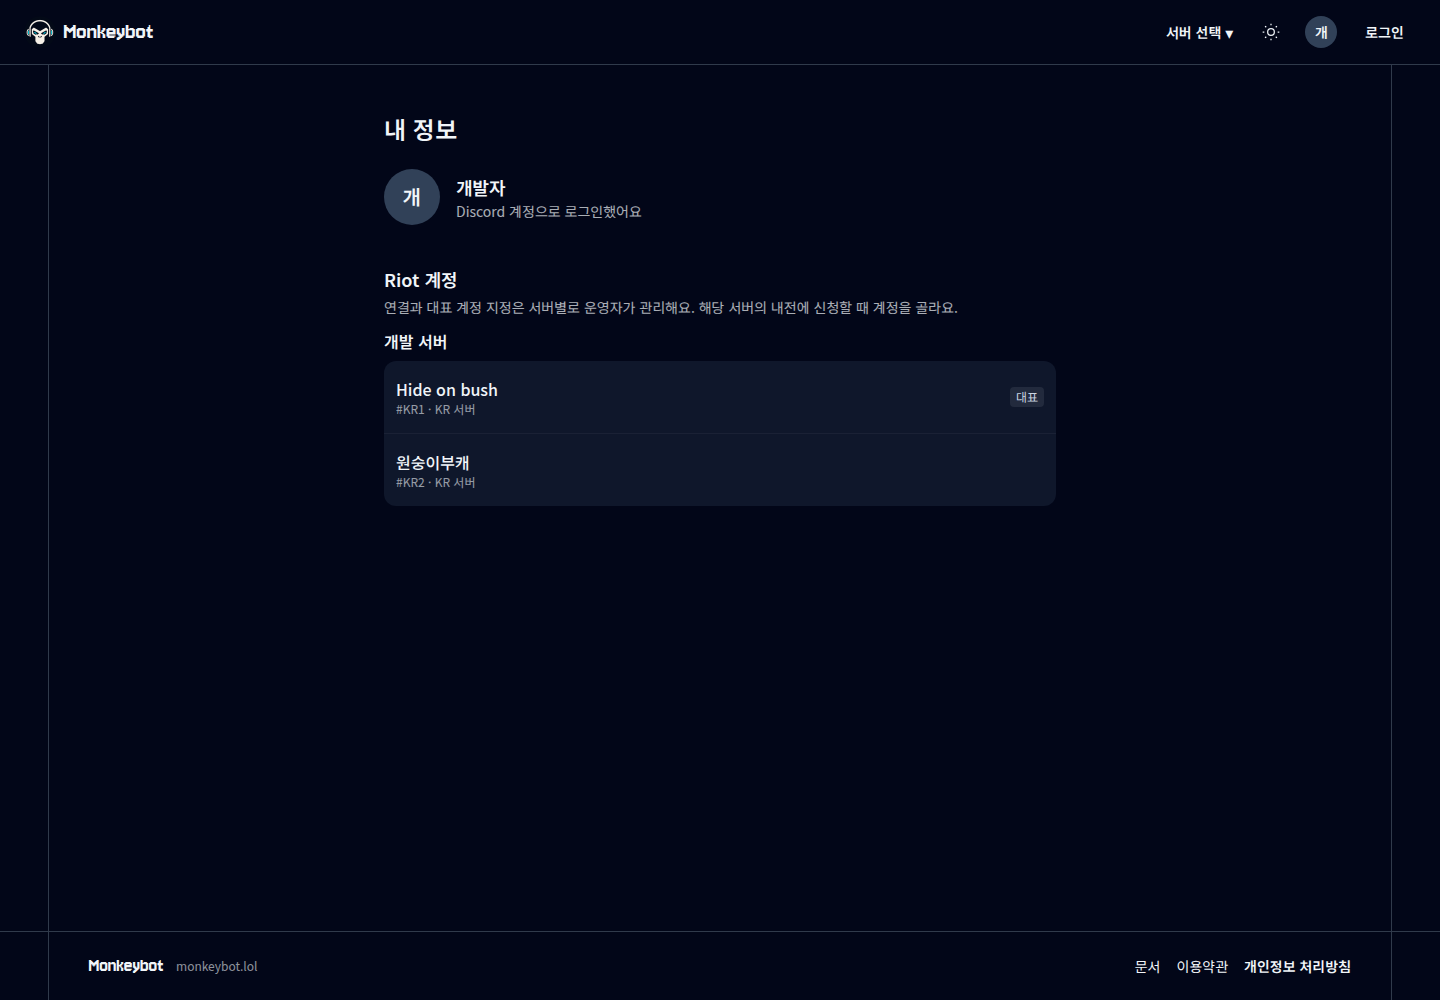 Monkeybot
서버 선택 ▾
개
로그인
내 정보
개
개발자
Discord 계정으로 로그인했어요
Riot 계정
연결과 대표 계정 지정은 서버별로 운영자가 관리해요. 해당 서버의 내전에 신청할 때 계정을 골라요.
개발 서버
Hide on bush
#KR1 · KR 서버
대표
원숭이부캐
#KR2 · KR 서버
Monkeybot
monkeybot.lol
문서
이용약관
개인정보 처리방침